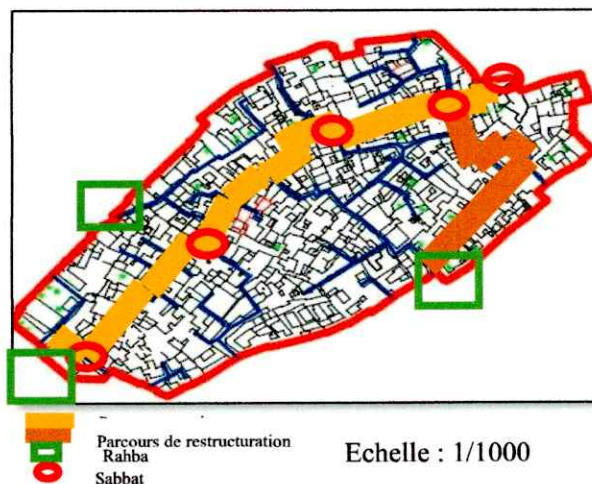 Parcours de restructuration
Rahba
Sabbat
Echelle : 1/1000